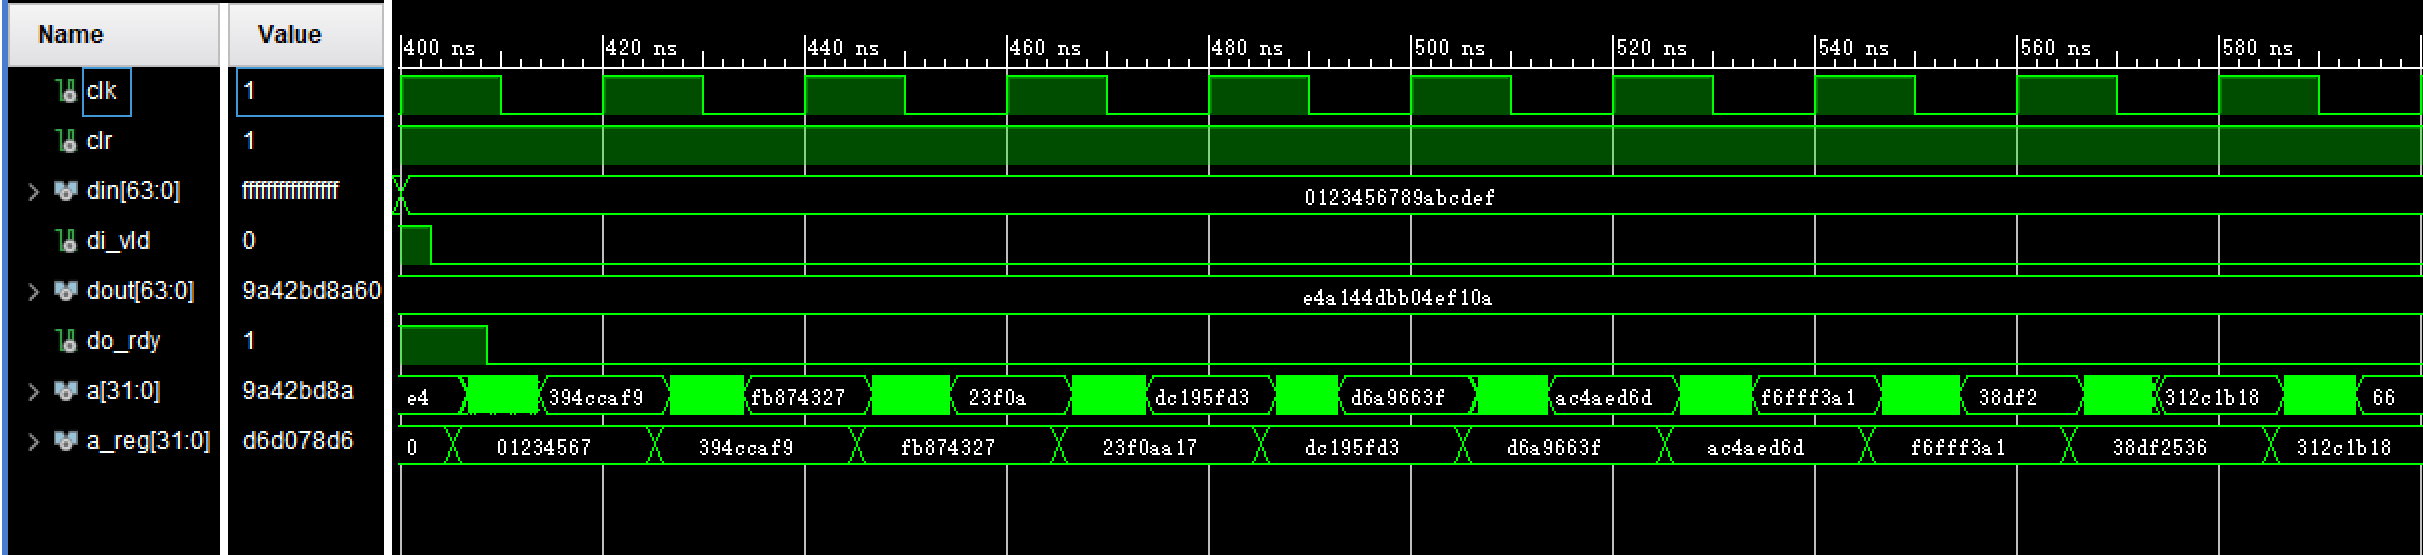 Name Value
400 ns 420 ns 440 ns 460 ns 480 ns 500 ns 520 ns 540 ns 560 ns 580 ns
clk 1
clr 1
din[63:0] ffffffffffffffff 0123456789abcdef
di_vld 0
dout[63:0] 9a42bd8a60 e4a144dbb04ef10a
do_rdy 1
a[31:0] 9a42bd8a e4 394ccaf9 fb874327 23f0a dc195fd3 d6a9663f ac4aed6d f6fff3a1 38df2 312c1b18 66
a_reg[31:0] d6d078d6 0 01234567 394ccaf9 fb874327 23f0aa17 dc195fd3 d6a9663f ac4aed6d f6fff3a1 38df2536 312c1b18